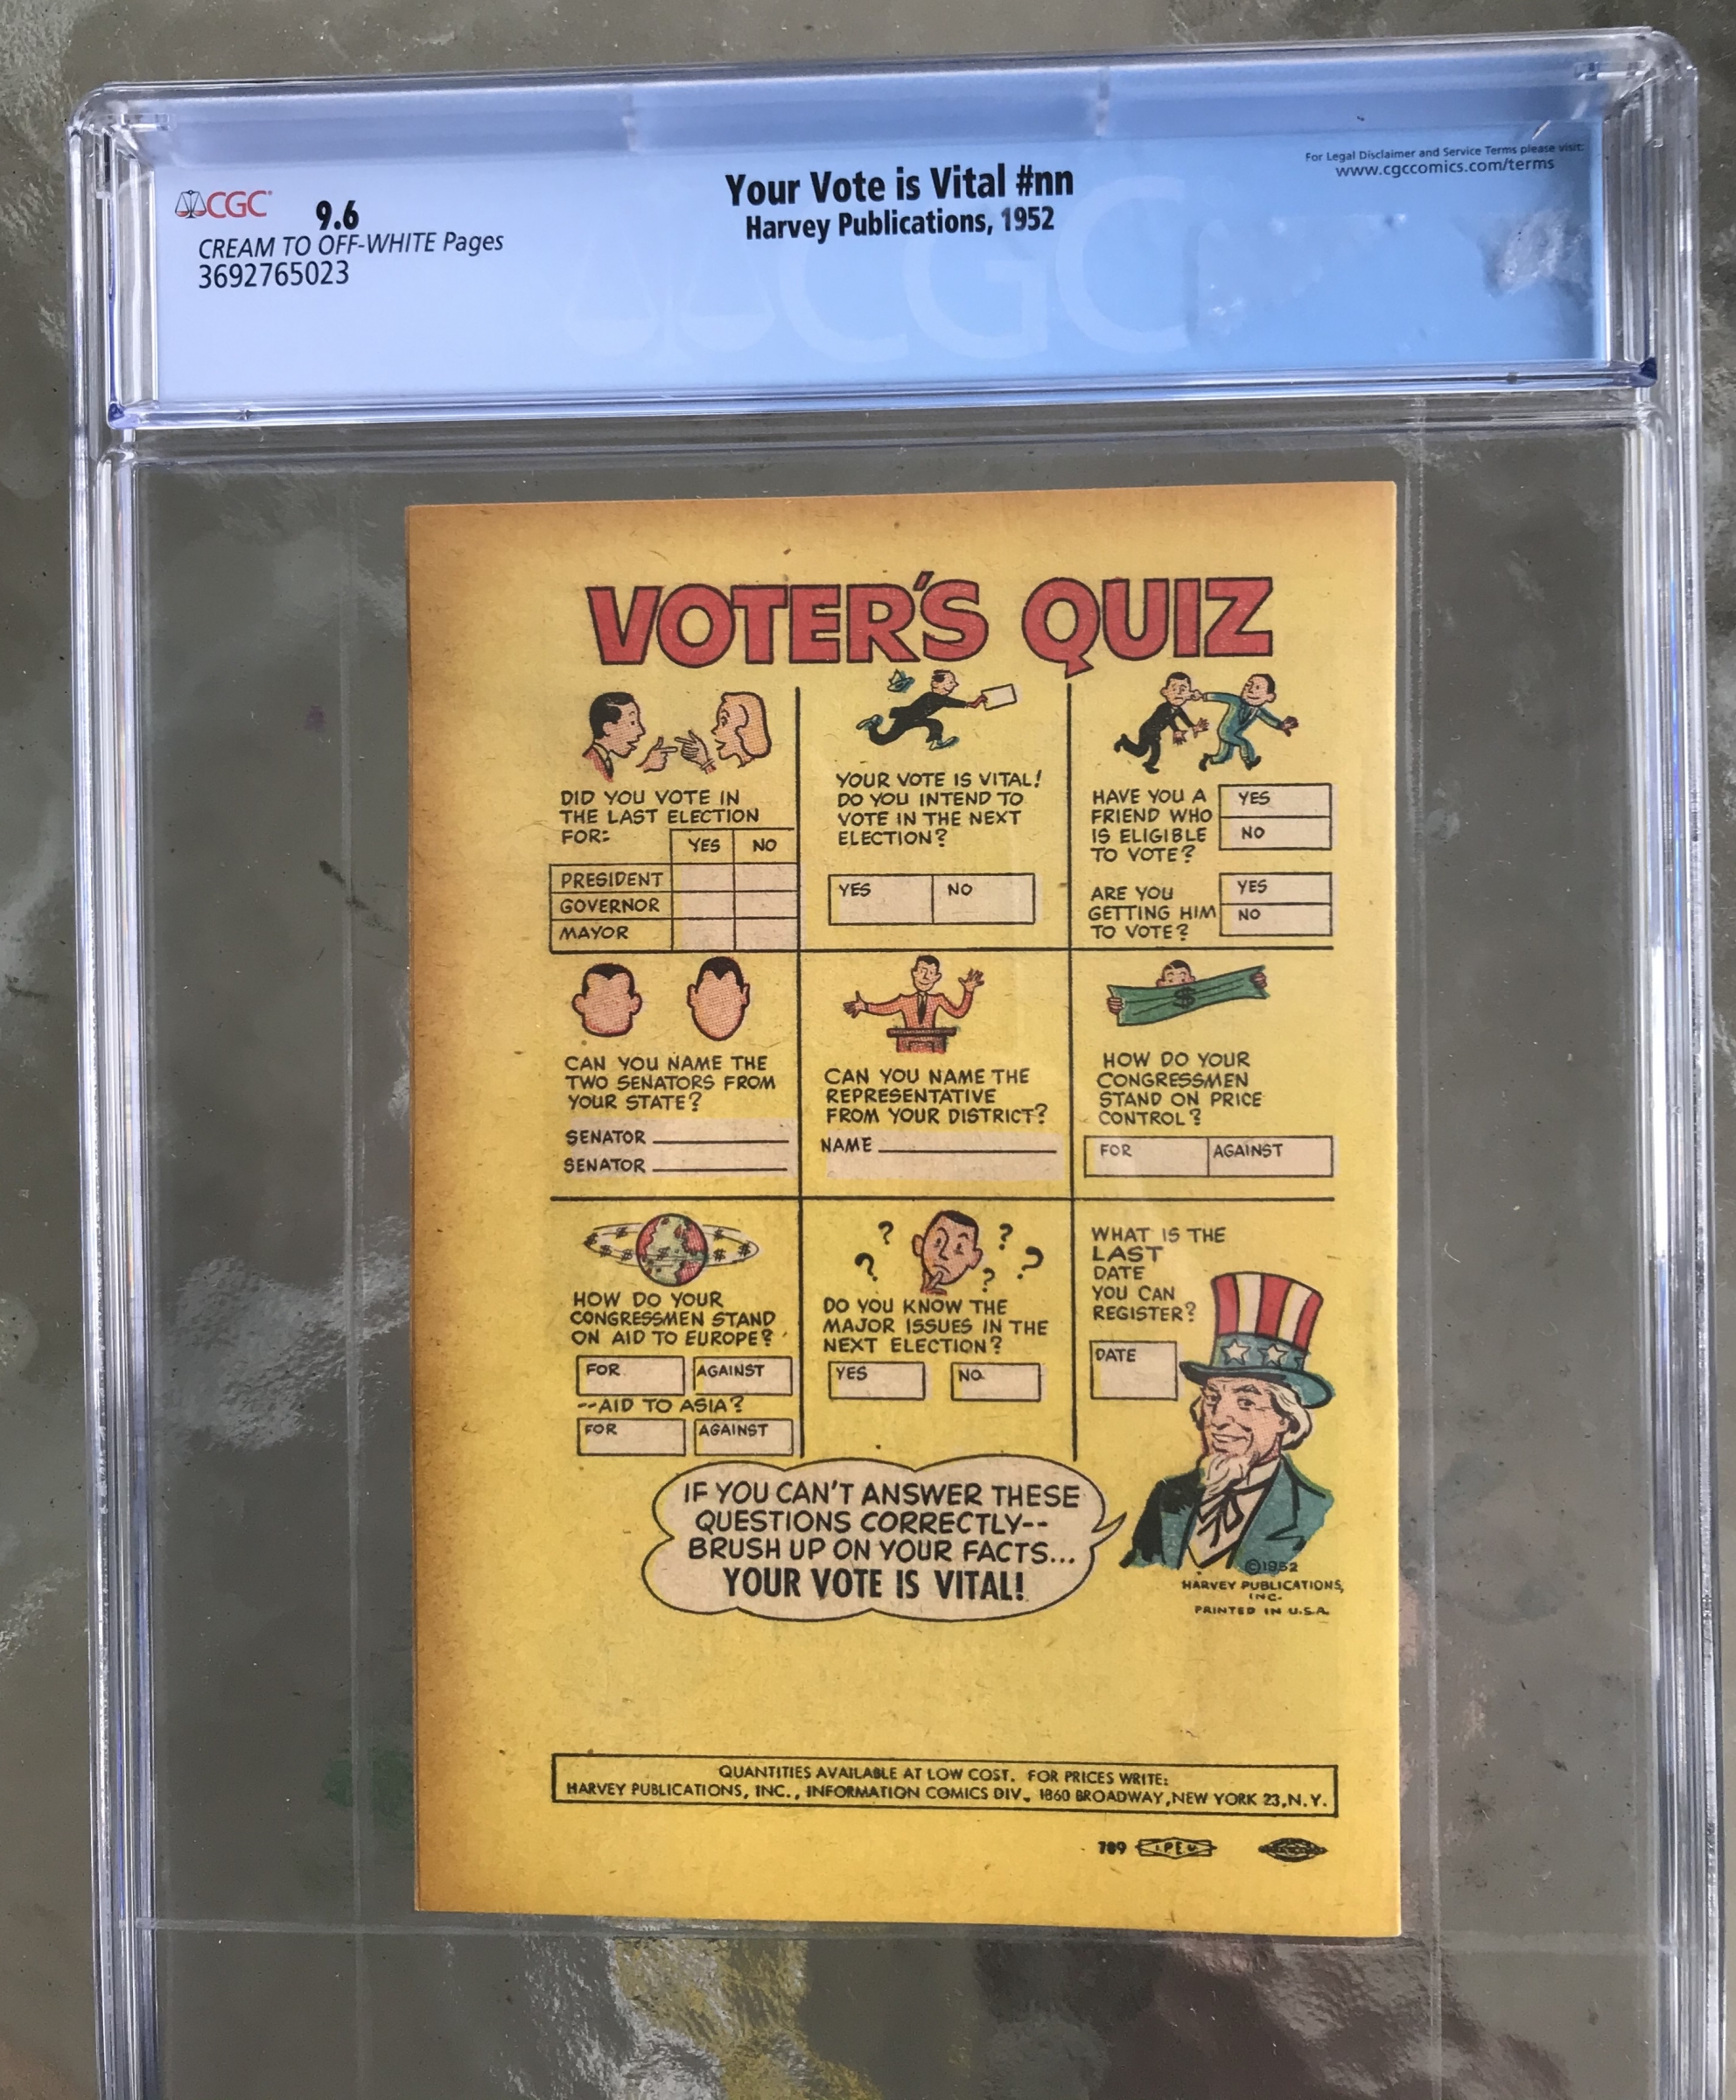 CGC
9.6
CREAM TO OFF-WHITE Pages
3692765023
Your Vote is Vital #nn
Harvey Publications, 1952
For Legal Disclaimer and Service Terms please visit:
www.cgccomics.com/terms
CGC
VOTER'S QUIZ
DID YOU VOTE IN
THE LAST ELECTION
FOR:
YES NO
PRESIDENT
GOVERNOR
MAYOR
YOUR VOTE IS VITAL!
DO YOU INTEND TO
VOTE IN THE NEXT
ELECTION?
YES NO
HAVE YOU A
FRIEND WHO
IS ELIGIBLE
TO VOTE?
YES
NO
ARE YOU
GETTING HIM
TO VOTE?
YES
NO
CAN YOU NAME THE
TWO SENATORS FROM
YOUR STATE?
SENATOR
SENATOR
CAN YOU NAME THE
REPRESENTATIVE
FROM YOUR DISTRICT?
NAME
$
HOW DO YOUR
CONGRESSMEN
STAND ON PRICE
CONTROL?
FOR AGAINST
$ $ $ $ $ $ $
HOW DO YOUR
CONGRESSMEN STAND
ON AID TO EUROPE?
FOR AGAINST
--AID TO ASIA?
FOR AGAINST
? ? ? ? ?
DO YOU KNOW THE
MAJOR ISSUES IN THE
NEXT ELECTION?
YES NO
WHAT IS THE
LAST
DATE
YOU CAN
REGISTER?
DATE
IF YOU CAN'T ANSWER THESE
QUESTIONS CORRECTLY--
BRUSH UP ON YOUR FACTS...
YOUR VOTE IS VITAL!
©1952
HARVEY PUBLICATIONS,
INC.
PRINTED IN U.S.A.
QUANTITIES AVAILABLE AT LOW COST. FOR PRICES WRITE:
HARVEY PUBLICATIONS, INC., INFORMATION COMICS DIV., 1860 BROADWAY, NEW YORK 23, N.Y.
789 I.P.E.U